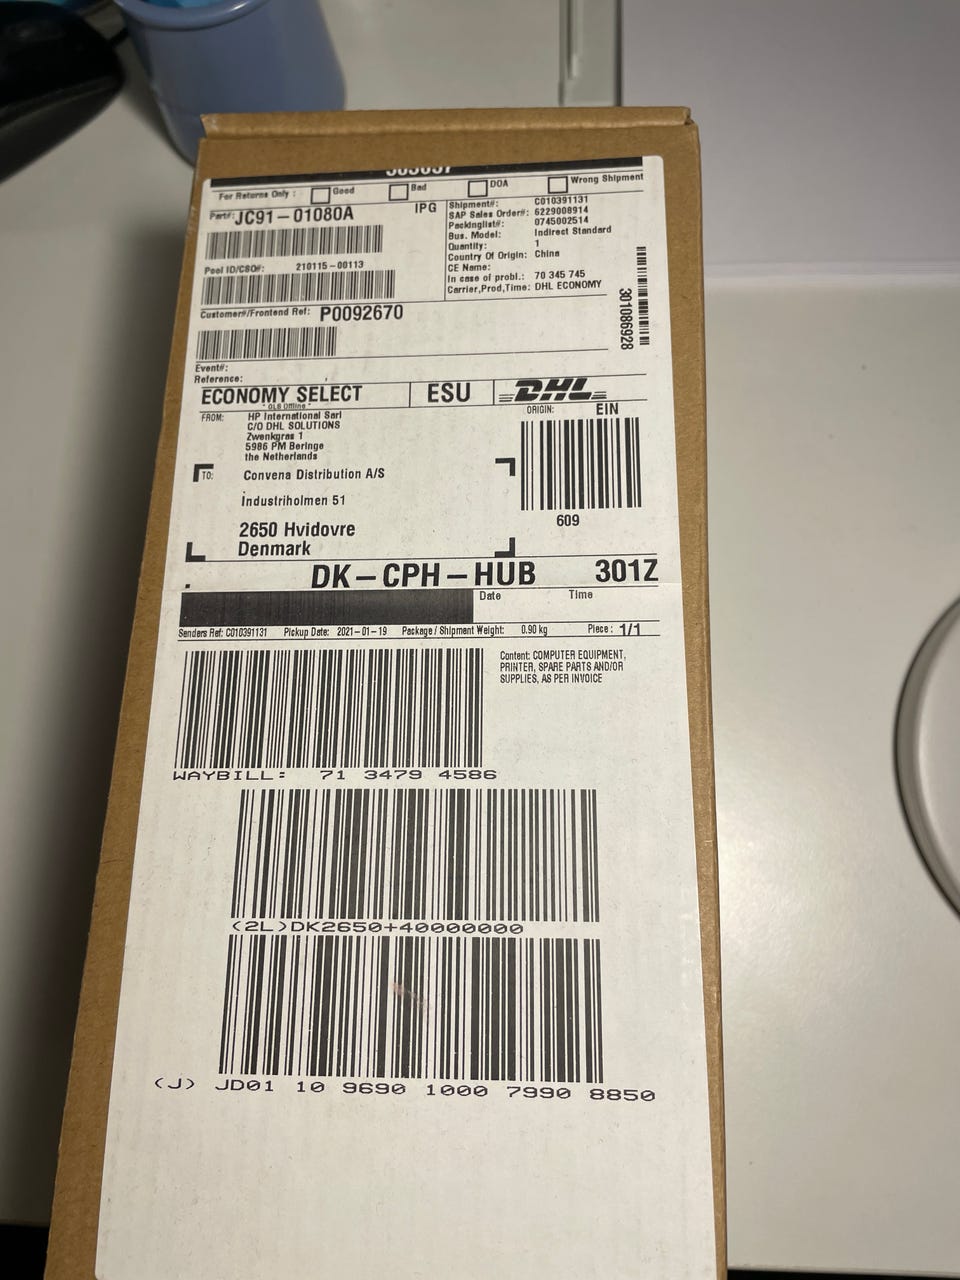 For Returns Only : Good Bad DOA Wrong Shipment
Part#: JC91-01080A IPG
Pool ID/CSO#: 210115-00113
Customer#/Frontend Ref: P0092670
Event#:
Reference:
Shipment#: C010391131
SAP Sales Order#: 6229008914
Packinglist#: 0745002514
Bus. Model: Indirect Standard
Quantity: 1
Country Of Origin: China
CE Name:
In case of probl.: 70 345 745
Carrier,Prod,Time: DHL ECONOMY
301086928
ECONOMY SELECT ESU DHL
FROM: HP International Sarl
C/O DHL SOLUTIONS
Zwenkgras 1
5986 PM Beringe
the Netherlands
ORIGIN: EIN
609
TO: Convena Distribution A/S
Industriholmen 51
2650 Hvidovre
Denmark
DK-CPH-HUB 301Z
Date Time
Senders Ref: C010391131 Pickup Date: 2021-01-19 Package / Shipment Weight: 0.90 kg Piece: 1/1
Content: COMPUTER EQUIPMENT,
PRINTER, SPARE PARTS AND/OR
SUPPLIES, AS PER INVOICE
WAYBILL: 71 3479 4586
(2L)DK2650+40000000
(J) JD01 10 9690 1000 7990 8850